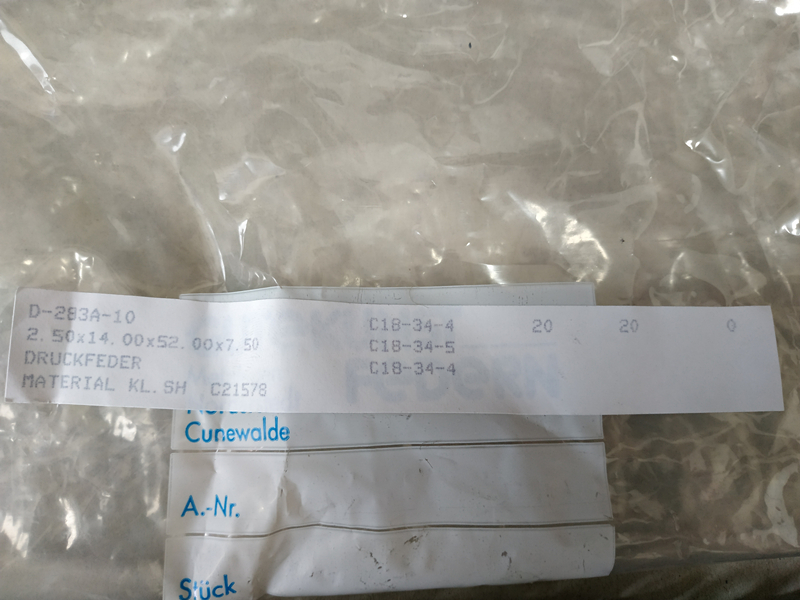 D-283A-10 C18-34-4 20 20 0
2.50x14.00x52.00x7.50 C18-34-5
DRUCKFEDER C18-34-4
MATERIAL KL.SH C21578
Cunewalde
A.-Nr.
Stück